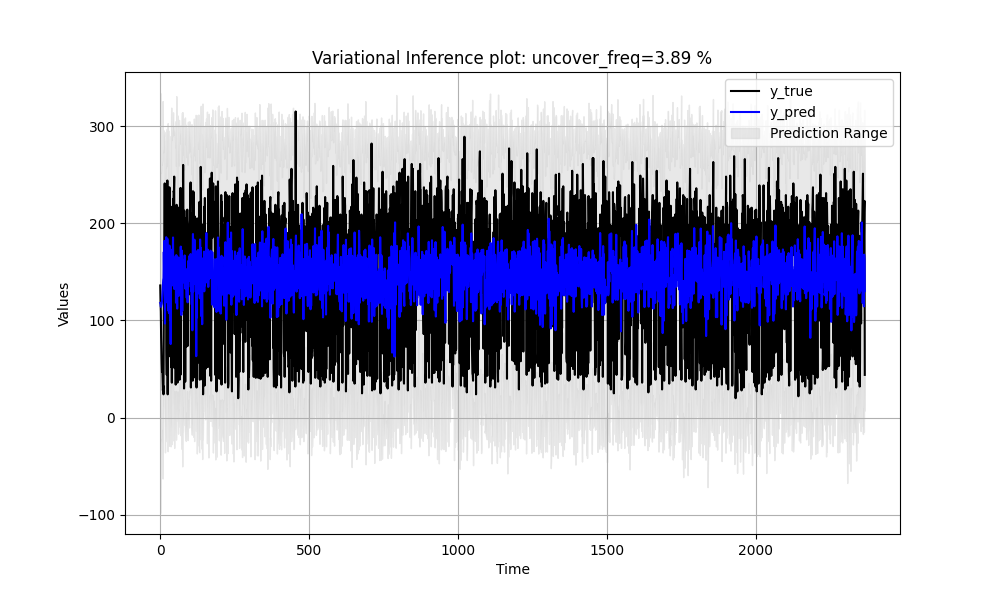 Variational Inference plot: uncover_freq=3.89 %
y_true
y_pred
Prediction Range
300
200
100
0
−100
Values
0 500 1000 1500 2000
Time